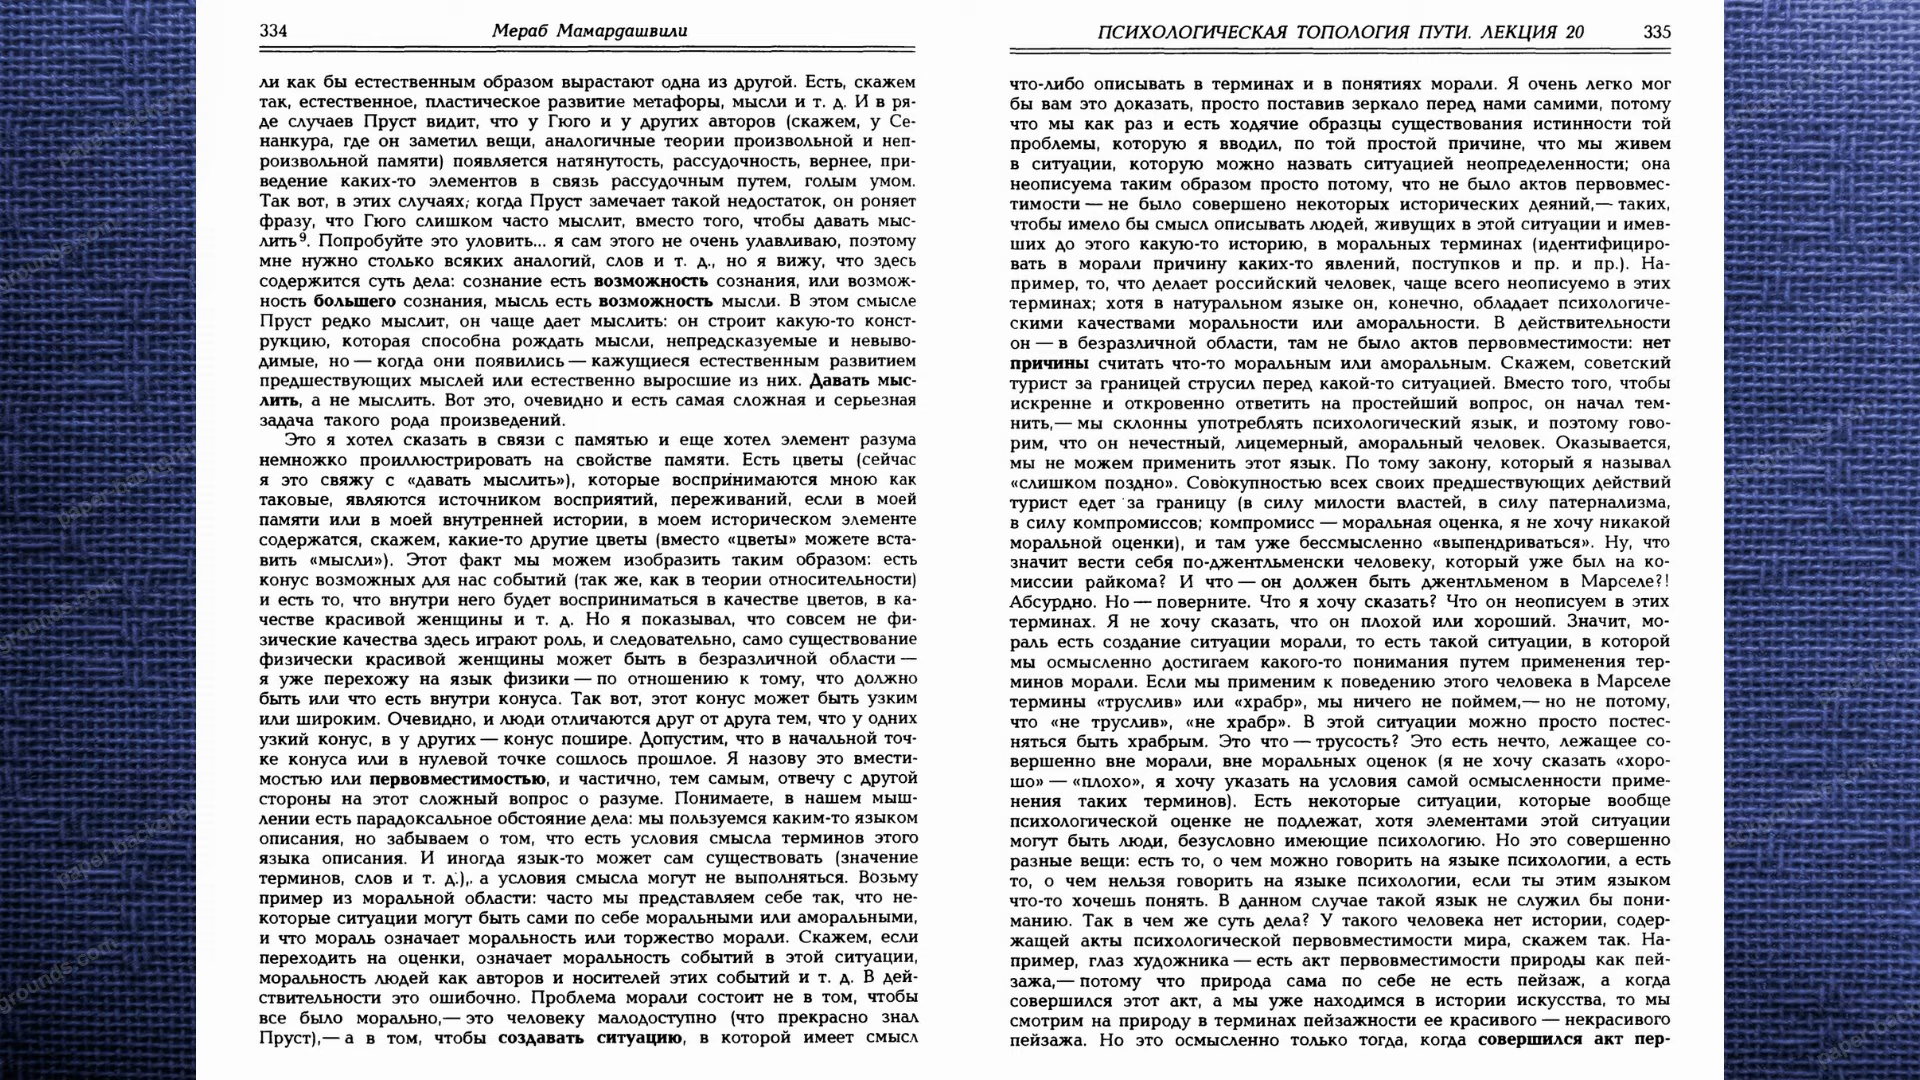 334 Мераб Мамардашвили
ли как бы естественным образом вырастают одна из другой. Есть, скажем
так, естественное, пластическое развитие метафоры, мысли и т. д. И в ря-
де случаев Пруст видит, что у Гюго и у других авторов (скажем, у Се-
нанкура, где он заметил вещи, аналогичные теории произвольной и неп-
роизвольной памяти) появляется натянутость, рассудочность, вернее, при-
ведение каких-то элементов в связь рассудочным путем, голым умом.
Так вот, в этих случаях, когда Пруст замечает такой недостаток, он роняет
фразу, что Гюго слишком часто мыслит, вместо того, чтобы давать мыс-
лить⁹. Попробуйте это уловить... я сам этого не очень улавливаю, поэтому
мне нужно столько всяких аналогий, слов и т. д., но я вижу, что здесь
содержится суть дела: сознание есть возможность сознания, или возмож-
ность большего сознания, мысль есть возможность мысли. В этом смысле
Пруст редко мыслит, он чаще дает мыслить: он строит какую-то конст-
рукцию, которая способна рождать мысли, непредсказуемые и невыво-
димые, но — когда они появились — кажущиеся естественным развитием
предшествующих мыслей или естественно выросшие из них. Давать мыс-
лить, а не мыслить. Вот это, очевидно и есть самая сложная и серьезная
задача такого рода произведений.
Это я хотел сказать в связи с памятью и еще хотел элемент разума
немножко проиллюстрировать на свойстве памяти. Есть цветы (сейчас
я это свяжу с «давать мыслить»), которые воспринимаются мною как
таковые, являются источником восприятий, переживаний, если в моей
памяти или в моей внутренней истории, в моем историческом элементе
содержатся, скажем, какие-то другие цветы (вместо «цветы» можете вста-
вить «мысли»). Этот факт мы можем изобразить таким образом: есть
конус возможных для нас событий (так же, как в теории относительности)
и есть то, что внутри него будет восприниматься в качестве цветов, в ка-
честве красивой женщины и т. д. Но я показывал, что совсем не фи-
зические качества здесь играют роль, и следовательно, само существование
физически красивой женщины может быть в безразличной области —
я уже перехожу на язык физики — по отношению к тому, что должно
быть или что есть внутри конуса. Так вот, этот конус может быть узким
или широким. Очевидно, и люди отличаются друг от друга тем, что у одних
узкий конус, в у других — конус пошире. Допустим, что в начальной точ-
ке конуса или в нулевой точке сошлось прошлое. Я назову это вмести-
мостью или первовместимостью, и частично, тем самым, отвечу с другой
стороны на этот сложный вопрос о разуме. Понимаете, в нашем мыш-
лении есть парадоксальное обстояние дела: мы пользуемся каким-то языком
описания, но забываем о том, что есть условия смысла терминов этого
языка описания. И иногда язык-то может сам существовать (значение
терминов, слов и т. д.),. а условия смысла могут не выполняться. Возьму
пример из моральной области: часто мы представляем себе так, что не-
которые ситуации могут быть сами по себе моральными или аморальными,
и что мораль означает моральность или торжество морали. Скажем, если
переходить на оценки, означает моральность событий в этой ситуации,
моральность людей как авторов и носителей этих событий и т. д. В дей-
ствительности это ошибочно. Проблема морали состоит не в том, чтобы
все было морально,— это человеку малодоступно (что прекрасно знал
Пруст),— а в том, чтобы создавать ситуацию, в которой имеет смысл
ПСИХОЛОГИЧЕСКАЯ ТОПОЛОГИЯ ПУТИ. ЛЕКЦИЯ 20 335
что-либо описывать в терминах и в понятиях морали. Я очень легко мог
бы вам это доказать, просто поставив зеркало перед нами самими, потому
что мы как раз и есть ходячие образцы существования истинности той
проблемы, которую я вводил, по той простой причине, что мы живем
в ситуации, которую можно назвать ситуацией неопределенности; она
неописуема таким образом просто потому, что не было актов первовмес-
тимости — не было совершено некоторых исторических деяний,— таких,
чтобы имело бы смысл описывать людей, живущих в этой ситуации и имев-
ших до этого какую-то историю, в моральных терминах (идентифициро-
вать в морали причину каких-то явлений, поступков и пр. и пр.). На-
пример, то, что делает российский человек, чаще всего неописуемо в этих
терминах; хотя в натуральном языке он, конечно, обладает психологиче-
скими качествами моральности или аморальности. В действительности
он — в безразличной области, там не было актов первовместимости: нет
причины считать что-то моральным или аморальным. Скажем, советский
турист за границей струсил перед какой-то ситуацией. Вместо того, чтобы
искренне и откровенно ответить на простейший вопрос, он начал тем-
нить,— мы склонны употреблять психологический язык, и поэтому гово-
рим, что он нечестный, лицемерный, аморальный человек. Оказывается,
мы не можем применить этот язык. По тому закону, который я называл
«слишком поздно». Совокупностью всех своих предшествующих действий
турист едет за границу (в силу милости властей, в силу патернализма,
в силу компромиссов; компромисс — моральная оценка, я не хочу никакой
моральной оценки), и там уже бессмысленно «выпендриваться». Ну, что
значит вести себя по-джентльменски человеку, который уже был на ко-
миссии райкома? И что — он должен быть джентльменом в Марселе?!
Абсурдно. Но — поверните. Что я хочу сказать? Что он неописуем в этих
терминах. Я не хочу сказать, что он плохой или хороший. Значит, мо-
раль есть создание ситуации морали, то есть такой ситуации, в которой
мы осмысленно достигаем какого-то понимания путем применения тер-
минов морали. Если мы применим к поведению этого человека в Марселе
термины «труслив» или «храбр», мы ничего не поймем,— но не потому,
что «не труслив», «не храбр». В этой ситуации можно просто постес-
няться быть храбрым. Это что — трусость? Это есть нечто, лежащее со-
вершенно вне морали, вне моральных оценок (я не хочу сказать «хоро-
шо» — «плохо», я хочу указать на условия самой осмысленности приме-
нения таких терминов). Есть некоторые ситуации, которые вообще
психологической оценке не подлежат, хотя элементами этой ситуации
могут быть люди, безусловно имеющие психологию. Но это совершенно
разные вещи: есть то, о чем можно говорить на языке психологии, а есть
то, о чем нельзя говорить на языке психологии, если ты этим языком
что-то хочешь понять. В данном случае такой язык не служил бы пони-
манию. Так в чем же суть дела? У такого человека нет истории, содер-
жащей акты психологической первовместимости мира, скажем так. На-
пример, глаз художника — есть акт первовместимости природы как пей-
зажа,— потому что природа сама по себе не есть пейзаж, а когда
совершился этот акт, а мы уже находимся в истории искусства, то мы
смотрим на природу в терминах пейзажности ее красивого — некрасивого
пейзажа. Но это осмысленно только тогда, когда совершился акт пер-